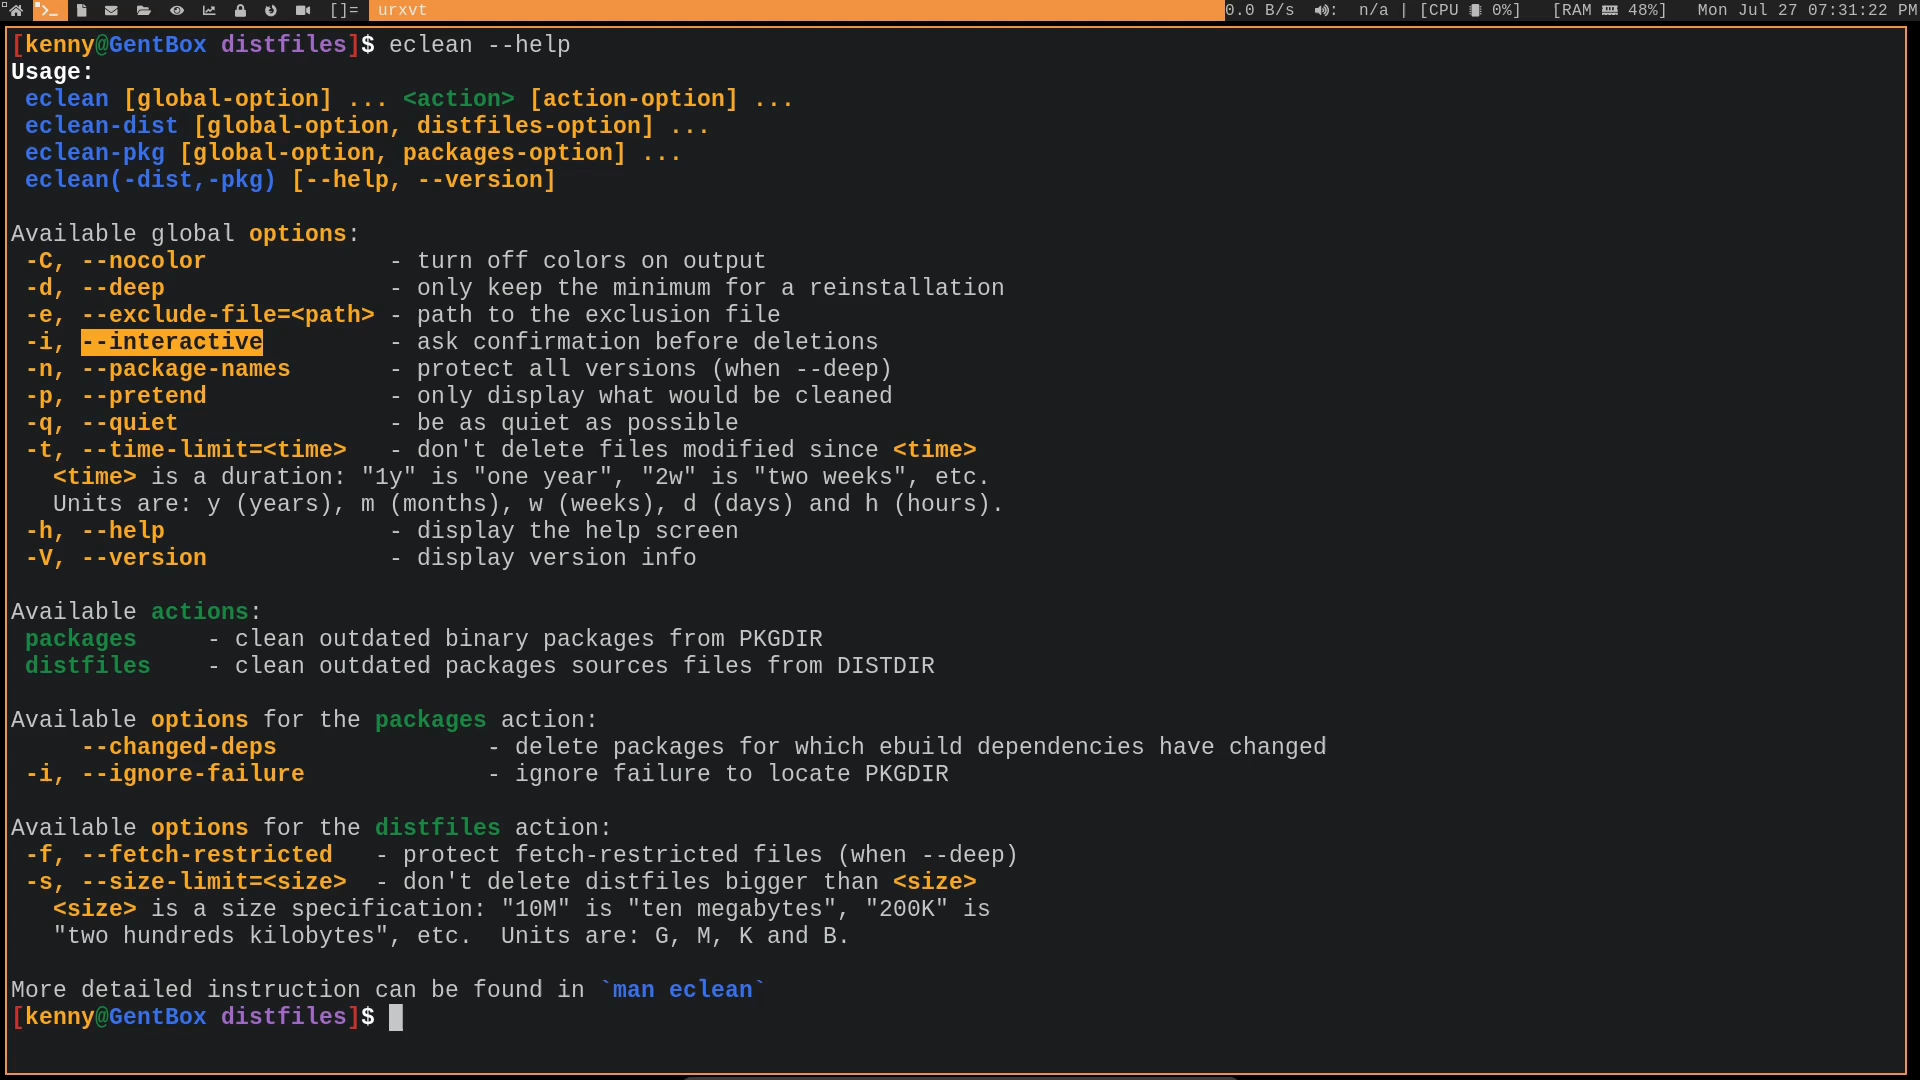 []= urxvt 0.0 B/s : n/a | [CPU 0%] [RAM 48%] Mon Jul 27 07:31:22 PM
[kenny@GentBox distfiles]$ eclean --help
Usage:
 eclean [global-option] ... <action> [action-option] ...
 eclean-dist [global-option, distfiles-option] ...
 eclean-pkg [global-option, packages-option] ...
 eclean(-dist,-pkg) [--help, --version]

Available global options:
 -C, --nocolor             - turn off colors on output
 -d, --deep                - only keep the minimum for a reinstallation
 -e, --exclude-file=<path> - path to the exclusion file
 -i, --interactive         - ask confirmation before deletions
 -n, --package-names       - protect all versions (when --deep)
 -p, --pretend             - only display what would be cleaned
 -q, --quiet               - be as quiet as possible
 -t, --time-limit=<time>   - don't delete files modified since <time>
   <time> is a duration: "1y" is "one year", "2w" is "two weeks", etc.
   Units are: y (years), m (months), w (weeks), d (days) and h (hours).
 -h, --help                - display the help screen
 -V, --version             - display version info

Available actions:
 packages     - clean outdated binary packages from PKGDIR
 distfiles    - clean outdated packages sources files from DISTDIR

Available options for the packages action:
     --changed-deps               - delete packages for which ebuild dependencies have changed
 -i, --ignore-failure             - ignore failure to locate PKGDIR

Available options for the distfiles action:
 -f, --fetch-restricted   - protect fetch-restricted files (when --deep)
 -s, --size-limit=<size>  - don't delete distfiles bigger than <size>
   <size> is a size specification: "10M" is "ten megabytes", "200K" is
   "two hundreds kilobytes", etc.  Units are: G, M, K and B.

More detailed instruction can be found in `man eclean`
[kenny@GentBox distfiles]$